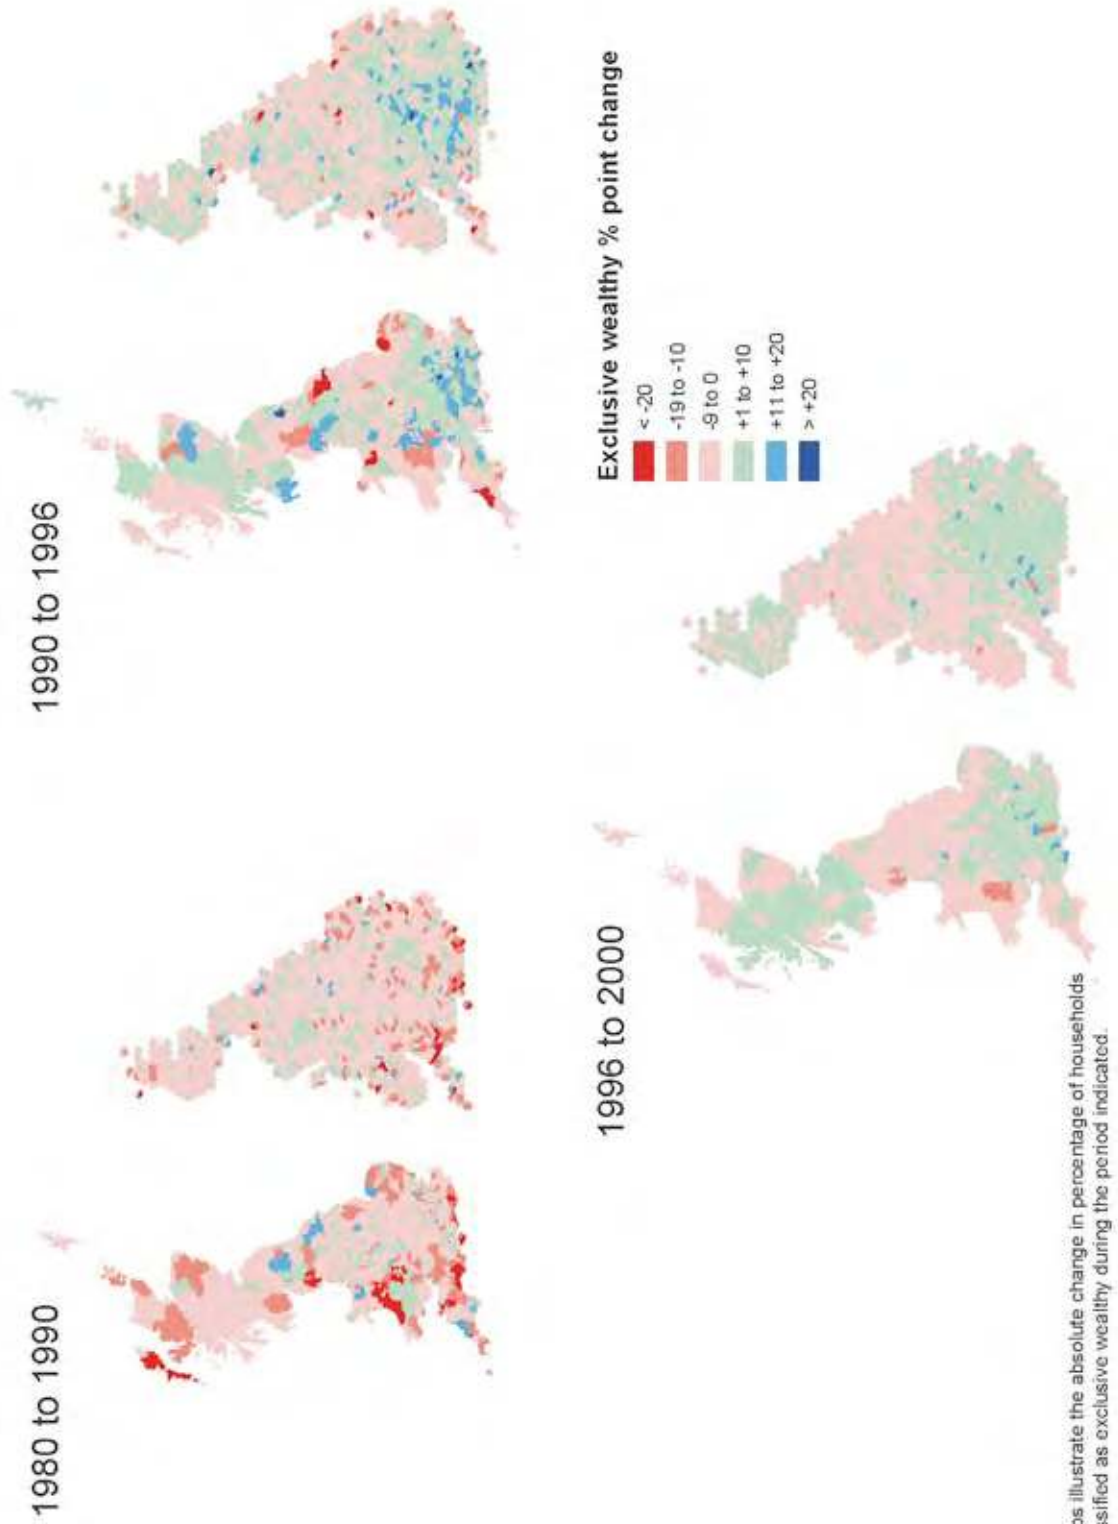 1980 to 1990
1990 to 1996
1996 to 2000
Exclusive wealthy % point change
< -20
-19 to -10
-9 to 0
+1 to +10
+11 to +20
> +20
illustrate the absolute change in percentage of households
as exclusive wealthy during the period indicated.